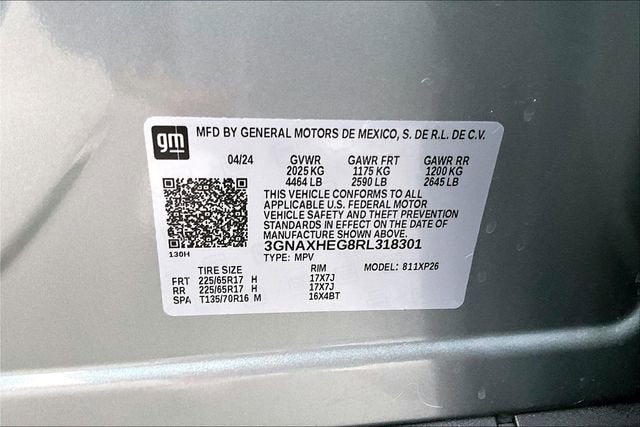 gm
MFD BY GENERAL MOTORS DE MEXICO, S. DE R.L. DE C.V.
04/24 GVWR GAWR FRT GAWR RR
2025 KG 1175 KG 1200 KG
4464 LB 2590 LB 2645 LB
THIS VEHICLE CONFORMS TO ALL
APPLICABLE U.S. FEDERAL MOTOR
VEHICLE SAFETY AND THEFT PREVENTION
STANDARDS IN EFFECT ON THE DATE OF
MANUFACTURE SHOWN ABOVE.
3GNAXHEG8RL318301
130H
TYPE: MPV
TIRE SIZE RIM MODEL: 811XP26
FRT 225/65R17 H 17X7J
RR 225/65R17 H 17X7J
SPA T135/70R16 M 16X4BT